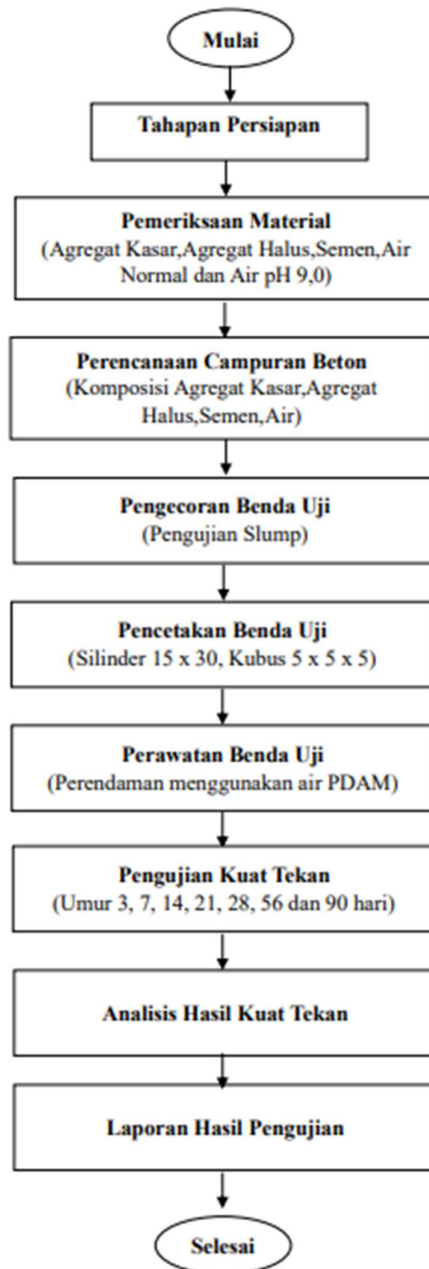 Mulai
Tahapan Persiapan
Pemeriksaan Material
(Agregat Kasar,Agregat Halus,Semen,Air
Normal dan Air pH 9,0)
Perencanaan Campuran Beton
(Komposisi Agregat Kasar,Agregat
Halus,Semen,Air)
Pengecoran Benda Uji
(Pengujian Slump)
Pencetakan Benda Uji
(Silinder 15 x 30, Kubus 5 x 5 x 5)
Perawatan Benda Uji
(Perendaman menggunakan air PDAM)
Pengujian Kuat Tekan
(Umur 3, 7, 14, 21, 28, 56 dan 90 hari)
Analisis Hasil Kuat Tekan
Laporan Hasil Pengujian
Selesai